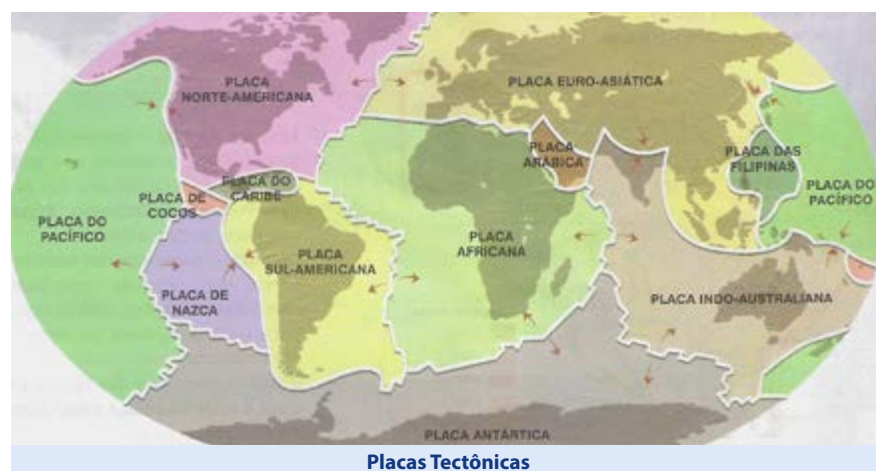 PLACA
NORTE-AMERICANA
PLACA EURO-ASIÁTICA
PLACA
ARÁBICA
PLACA DAS
FILIPINAS
PLACA DO
CARIBE
PLACA DE
COCOS
PLACA DO
PACÍFICO
PLACA DO
PACÍFICO
PLACA
SUL-AMERICANA
PLACA
AFRICANA
PLACA DE
NAZCA
PLACA INDO-AUSTRALIANA
PLACA ANTÁRTICA
Placas Tectônicas